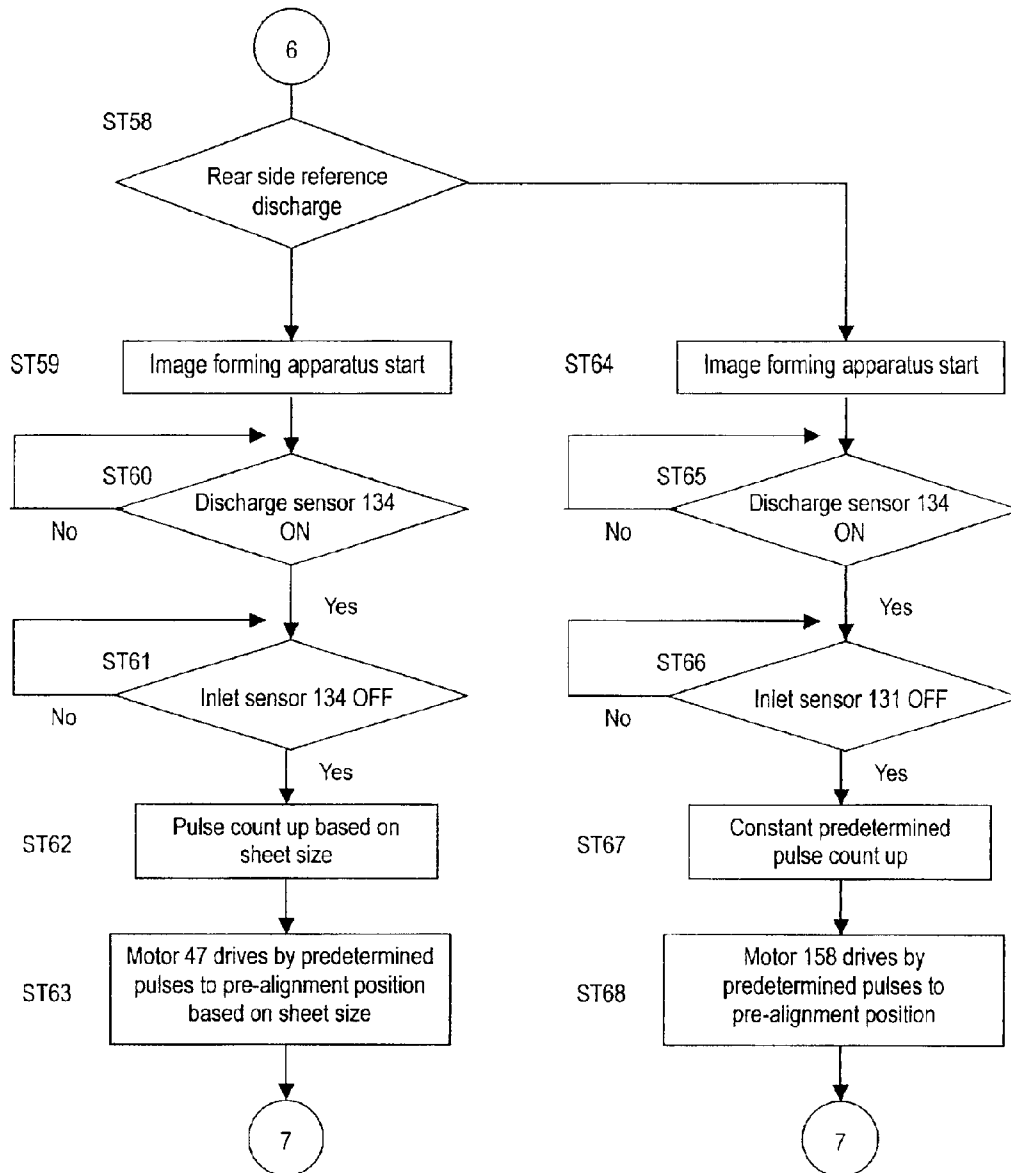 6
ST58
Rear side reference
discharge
ST59
Image forming apparatus start
ST60
Discharge sensor 134
ON
No
Yes
ST61
Inlet sensor 134 OFF
No
Yes
ST62
Pulse count up based on
sheet size
ST63
Motor 47 drives by predetermined
pulses to pre-alignment position
based on sheet size
7
ST64
Image forming apparatus start
ST65
Discharge sensor 134
ON
No
Yes
ST66
Inlet sensor 131 OFF
No
Yes
ST67
Constant predetermined
pulse count up
ST68
Motor 158 drives by
predetermined pulses to
pre-alignment position
7